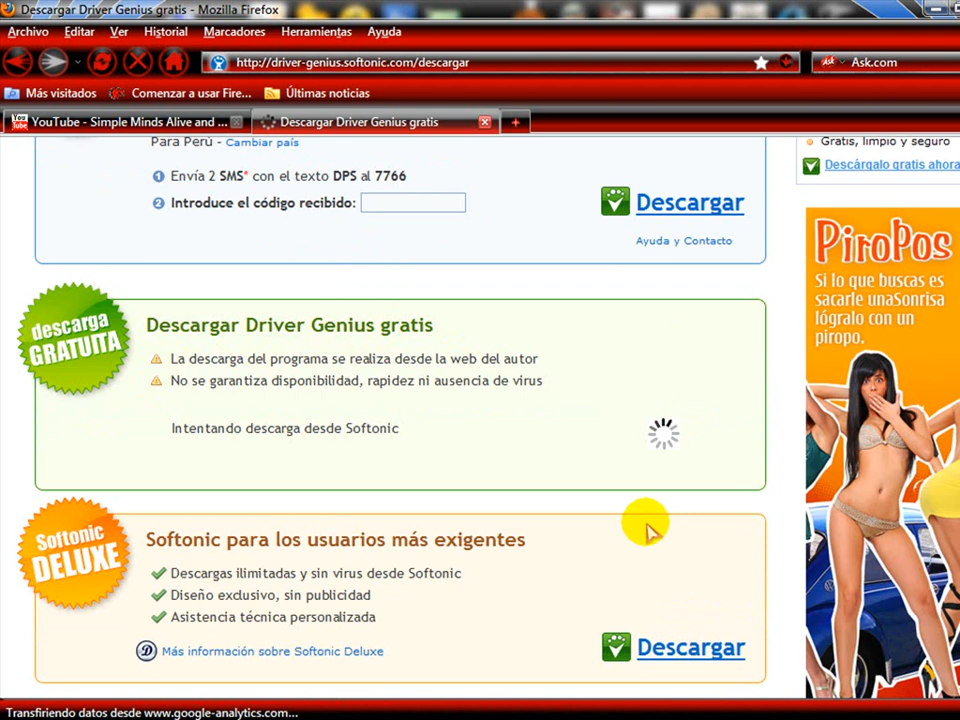 Descargar Driver Genius gratis - Mozilla Firefox
Archivo Editar Ver Historial Marcadores Herramientas Ayuda
http://driver-genius.softonic.com/descargar
Ask.com
Más visitados Comenzar a usar Fire... Últimas noticias
YouTube - Simple Minds Alive and ... Descargar Driver Genius gratis
Para Perú - Cambiar país
1 Envía 2 SMS* con el texto DPS al 7766
2 Introduce el código recibido:
Descargar
Ayuda y Contacto
Gratis, limpio y seguro
Descárgalo gratis ahora
descarga
GRATUITA
Descargar Driver Genius gratis
La descarga del programa se realiza desde la web del autor
No se garantiza disponibilidad, rapidez ni ausencia de virus
Intentando descarga desde Softonic
Softonic
DELUXE
Softonic para los usuarios más exigentes
Descargas ilimitadas y sin virus desde Softonic
Diseño exclusivo, sin publicidad
Asistencia técnica personalizada
Más información sobre Softonic Deluxe
Descargar
PiroPos
Si lo que buscas es
sacarle unaSonrisa
lógralo con un
piropo.
Transfiriendo datos desde www.google-analytics.com...